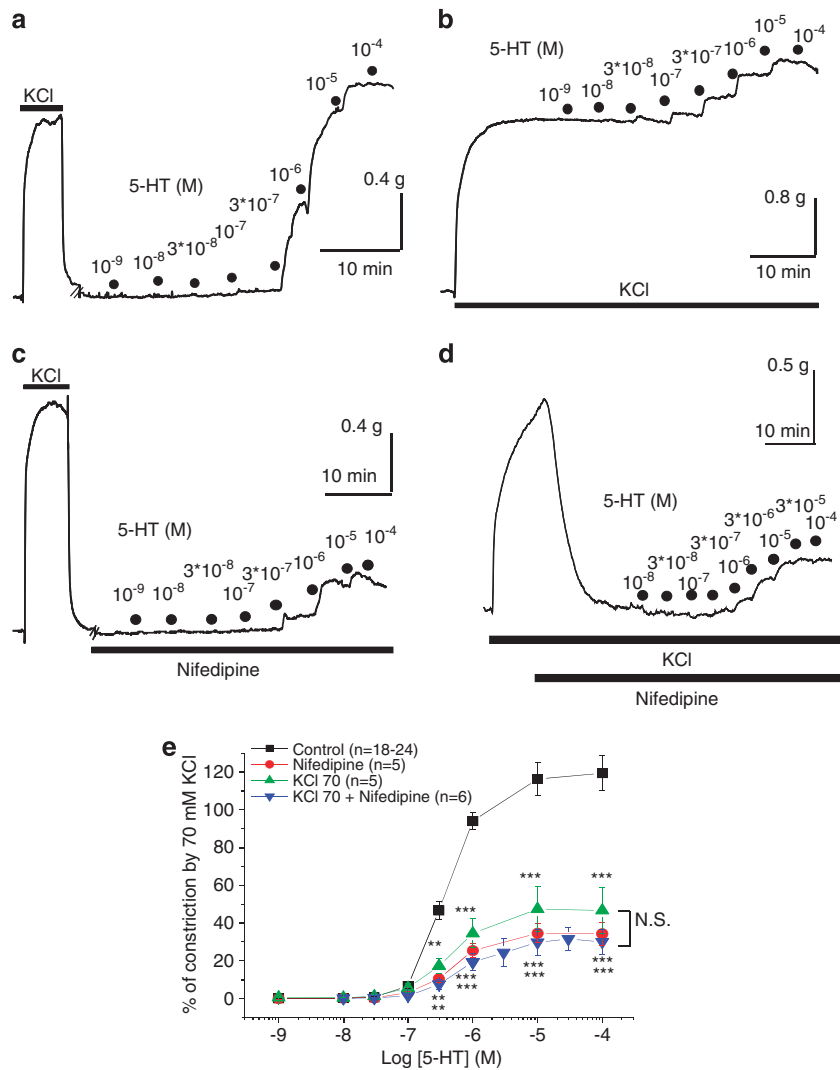 a
KCl
5-HT (M)
10-9
10-8
3*10-8
10-7
3*10-7
10-6
10-5
10-4
0.4 g
10 min
b
5-HT (M)
10-9
10-8
3*10-8
10-7
3*10-7
10-6
10-5
10-4
0.8 g
10 min
KCl
c
KCl
5-HT (M)
10-9
10-8
3*10-8
10-7
3*10-7
10-6
10-5
10-4
0.4 g
10 min
Nifedipine
d
5-HT (M)
10-8
3*10-8
10-7
3*10-7
10-6
3*10-6
10-5
3*10-5
10-4
0.5 g
10 min
KCl
Nifedipine
e
Control (n=18-24)
Nifedipine (n=5)
KCl 70 (n=5)
KCl 70 + Nifedipine (n=6)
% of constriction by 70 mM KCl
120
100
80
60
40
20
0
**
***
***
***
N.S.
**
**
***
***
***
***
***
***
-9
-8
-7
-6
-5
-4
Log [5-HT] (M)